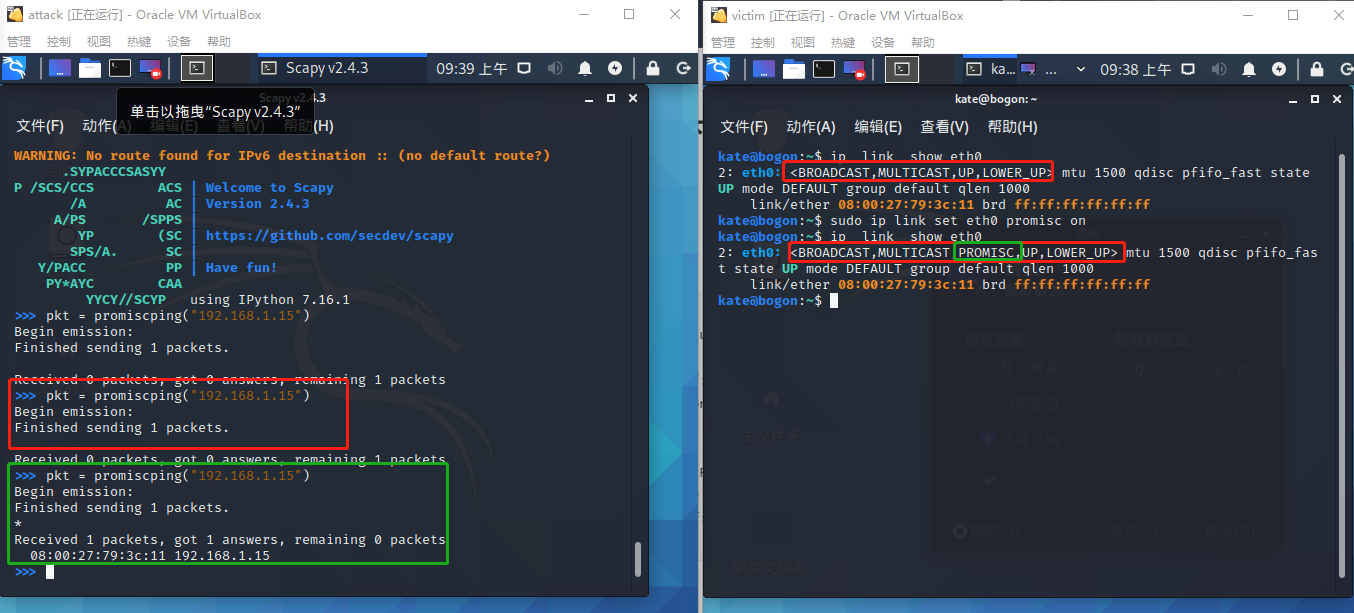 attack [正在运行] - Oracle VM VirtualBox
管理 控制 视图 热键 设备 帮助
Scapy v2.4.3 09:39 上午
Scapy v2.4.3
单击以拖曳“Scapy v2.4.3”
文件(F) 动作(A) 编辑(E) 查看(V) 帮助(H)
WARNING: No route found for IPv6 destination :: (no default route?)
.SYPACCCSASYY
P /SCS/CCS ACS | Welcome to Scapy
/A AC | Version 2.4.3
A/PS /SPPS |
YP (SC | https://github.com/secdev/scapy
SPS/A. SC |
Y/PACC PP | Have fun!
PY*AYC CAA |
YYCY//SCYP using IPython 7.16.1
>>> pkt = promiscping("192.168.1.15")
Begin emission:
Finished sending 1 packets.
Received 0 packets, got 0 answers, remaining 1 packets
>>> pkt = promiscping("192.168.1.15")
Begin emission:
Finished sending 1 packets.
Received 0 packets, got 0 answers, remaining 1 packets
>>> pkt = promiscping("192.168.1.15")
Begin emission:
Finished sending 1 packets.
*
Received 1 packets, got 1 answers, remaining 0 packets
08:00:27:79:3c:11 192.168.1.15
>>>
victim [正在运行] - Oracle VM VirtualBox
管理 控制 视图 热键 设备 帮助
ka... ... 09:38 上午
kate@bogon: ~
文件(F) 动作(A) 编辑(E) 查看(V) 帮助(H)
kate@bogon:~$ ip link show eth0
2: eth0: <BROADCAST,MULTICAST,UP,LOWER_UP> mtu 1500 qdisc pfifo_fast state
UP mode DEFAULT group default qlen 1000
link/ether 08:00:27:79:3c:11 brd ff:ff:ff:ff:ff:ff
kate@bogon:~$ sudo ip link set eth0 promisc on
kate@bogon:~$ ip link show eth0
2: eth0: <BROADCAST,MULTICAST,PROMISC,UP,LOWER_UP> mtu 1500 qdisc pfifo_fas
t state UP mode DEFAULT group default qlen 1000
link/ether 08:00:27:79:3c:11 brd ff:ff:ff:ff:ff:ff
kate@bogon:~$
主文件夹
新建文件夹